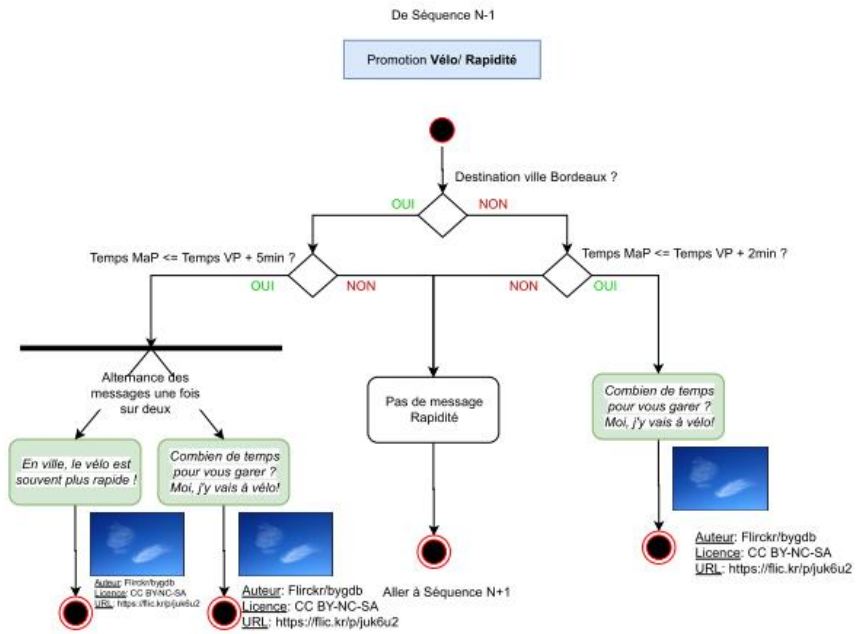 De Séquence N-1
Promotion Vélo/ Rapidité
Destination ville Bordeaux ?
OUI
NON
Temps MaP <= Temps VP + 5min ?
Temps MaP <= Temps VP + 2min ?
OUI
NON
NON
OUI
Alternance des
messages une fois
sur deux
Pas de message
Rapidité
Combien de temps
pour vous garer ?
Moi, j'y vais à vélo!
En ville, le vélo est
souvent plus rapide !
Combien de temps
pour vous garer ?
Moi, j'y vais à vélo!
Auteur: Flirckr/bygdb
Licence: CC BY-NC-SA
URL: https://flic.kr/p/juk6u2
Auteur: Flirckr/bygdb
Licence: CC BY-NC-SA
URL: https://flic.kr/p/juk6u2
Aller à Séquence N+1
Auteur: Flirckr/bygdb
Licence: CC BY-NC-SA
URL: https://flic.kr/p/juk6u2